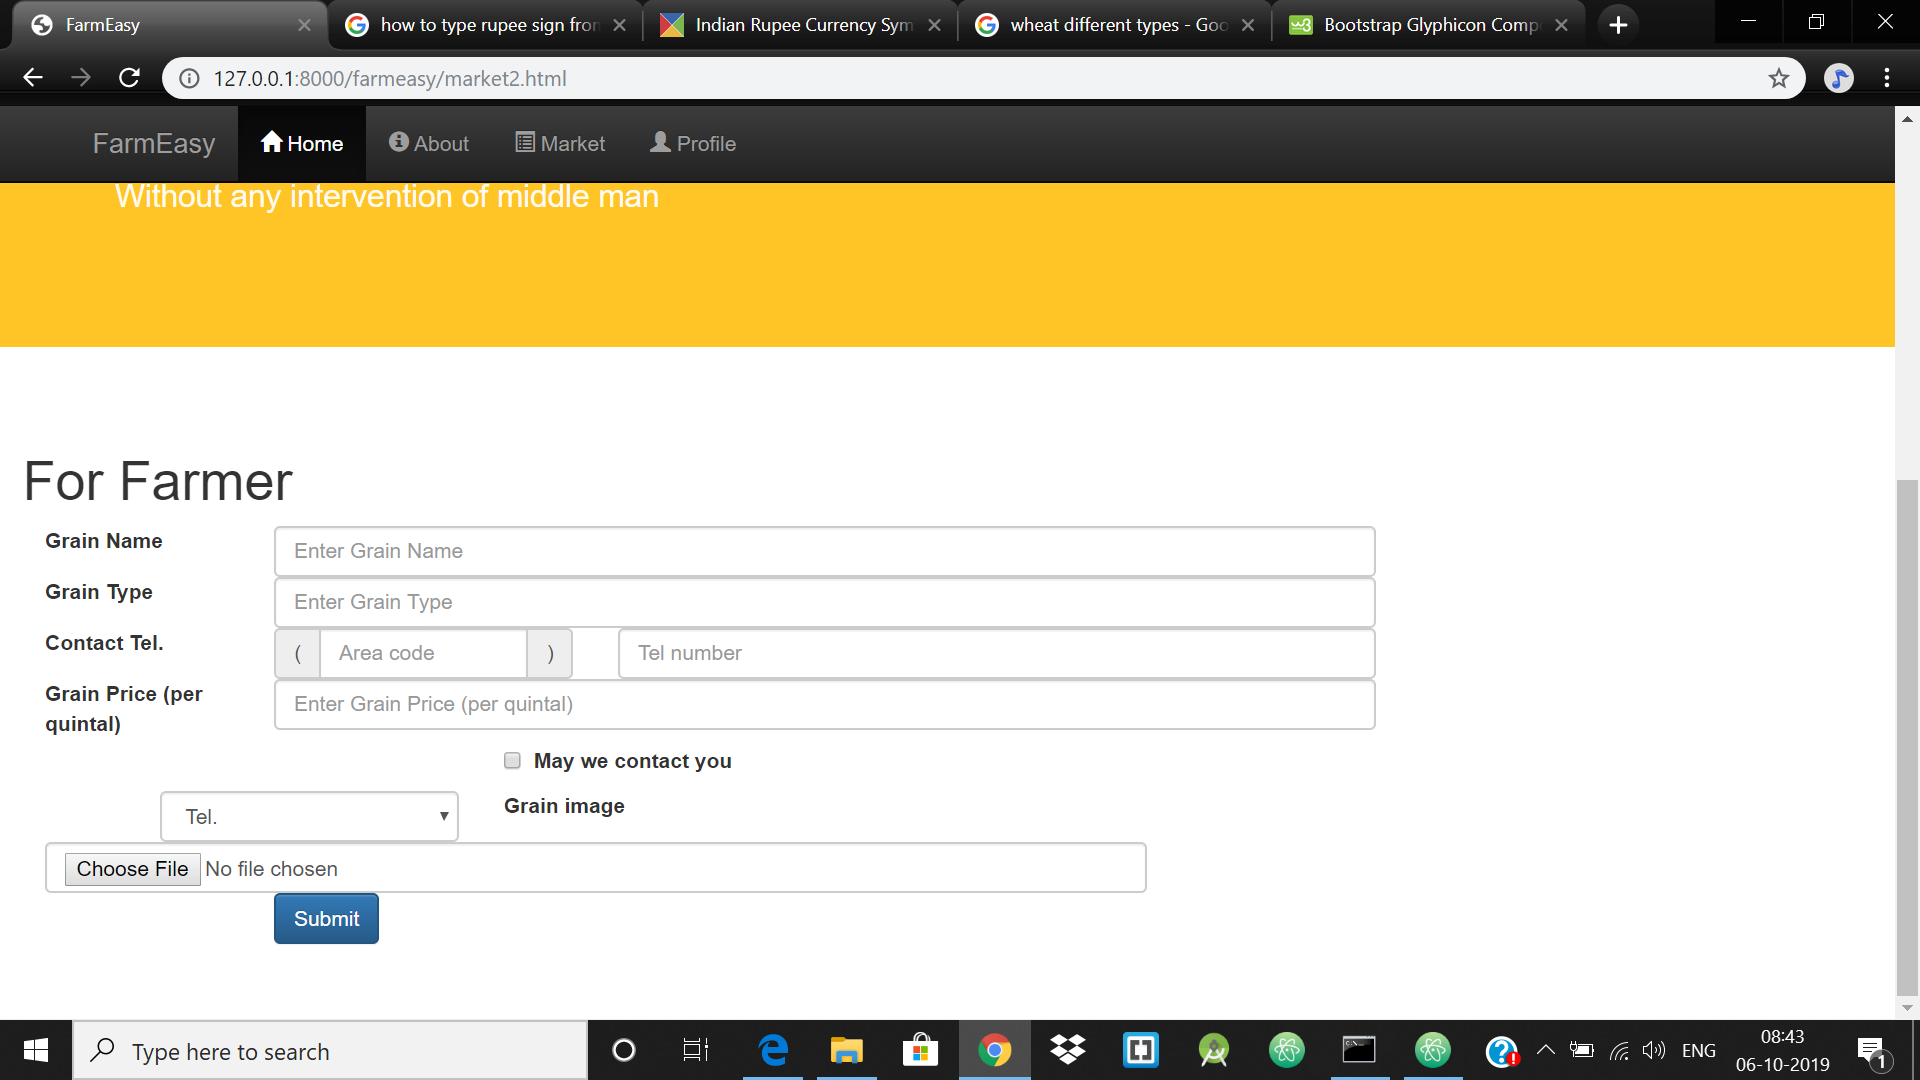 FarmEasy
how to type rupee sign fron
Indian Rupee Currency Sym
wheat different types - Goo
Bootstrap Glyphicon Comp
127.0.0.1:8000/farmeasy/market2.html
FarmEasy Home About Market Profile
Without any intervention of middle man
For Farmer
Grain Name Enter Grain Name
Grain Type Enter Grain Type
Contact Tel. ( Area code ) Tel number
Grain Price (per quintal) Enter Grain Price (per quintal)
May we contact you
Tel. Grain image
Choose File No file chosen
Submit
Type here to search
ENG
08:43
06-10-2019
1